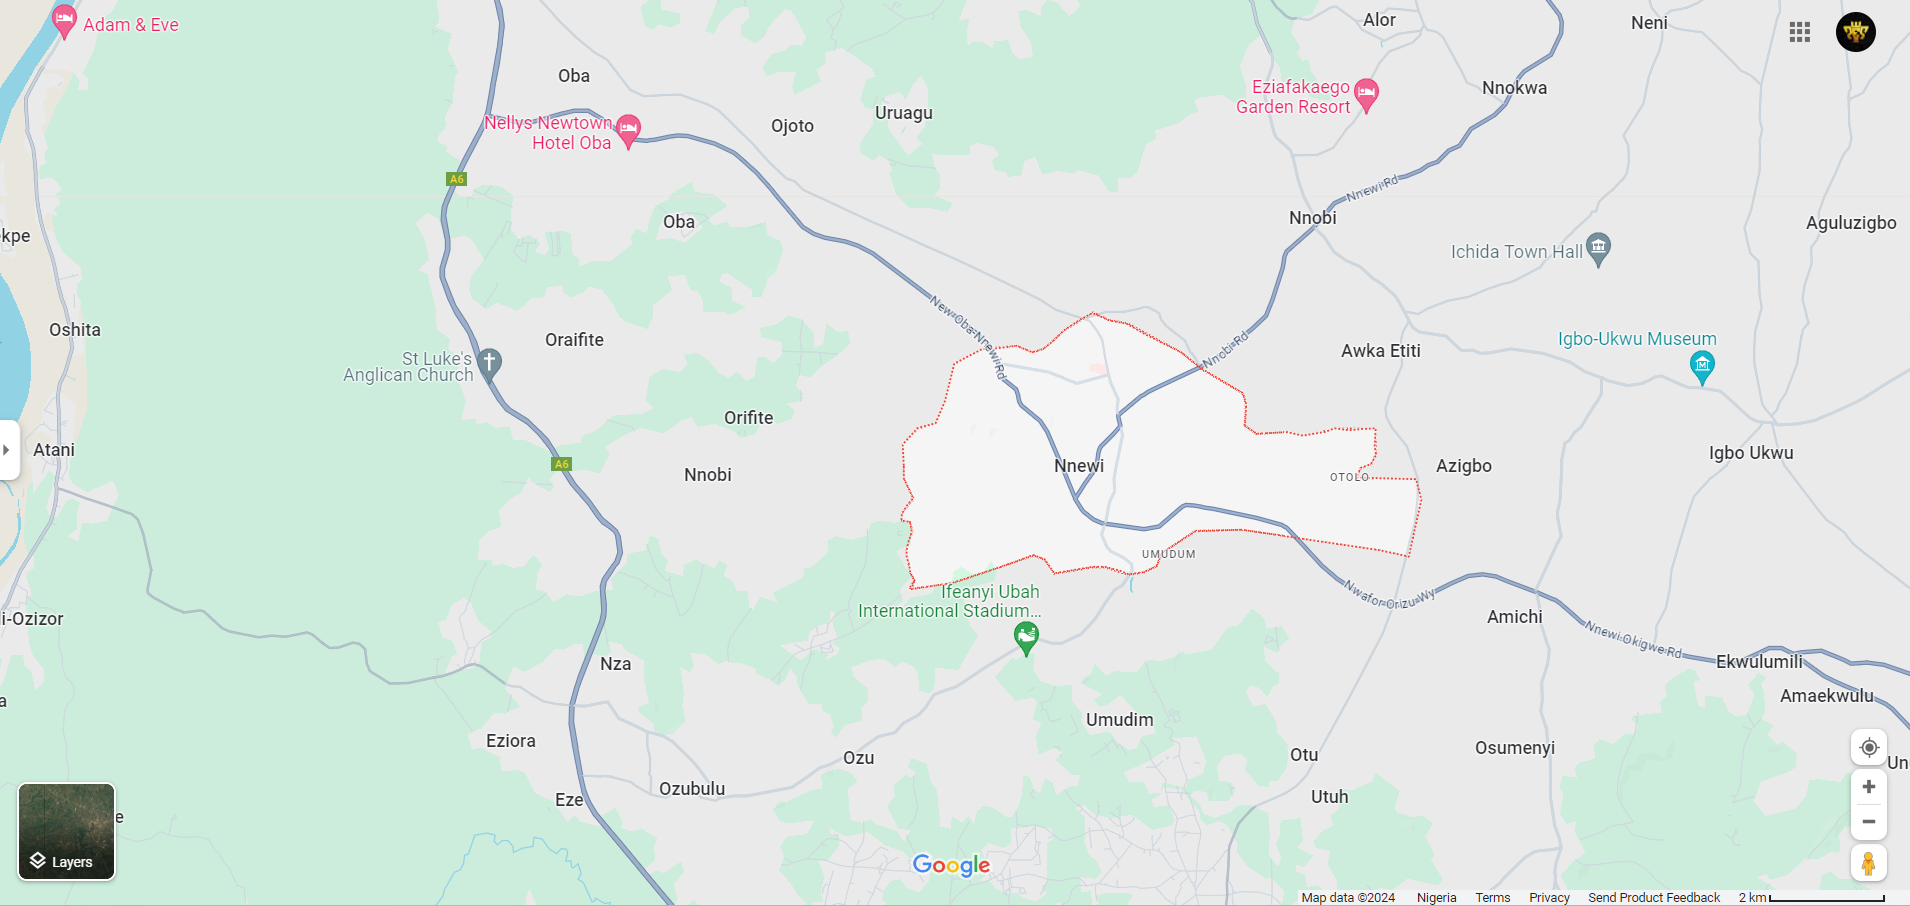 Adam & Eve
Alor
Neni
Oba
Eziafakaego
Garden Resort
Nnokwa
Nellys Newtown
Hotel Oba
Ojoto
Uruagu
A6
Nnewi Rd
Oba
Nnobi
Aguluzigbo
kpe
Ichida Town Hall
Oshita
New Oba-Nnewi Rd
Oraifite
Nnobi Rd
Awka Etiti
Igbo-Ukwu Museum
St Luke's
Anglican Church
Orifite
Atani
A6
Nnobi
Nnewi
OTOLO
Azigbo
Igbo Ukwu
UMUDUM
Ifeanyi Ubah
International Stadium...
Nwafor Orizu Wy
i-Ozizor
Amichi
Nnewi Okigwe Rd
Nza
Ekwulumili
a
Amaekwulu
Umudim
Eziora
Ozu
Otu
Osumenyi
Un
Ozubulu
Eze
Utuh
e
Layers
Google
Map data ©2024 Nigeria Terms Privacy Send Product Feedback 2 km